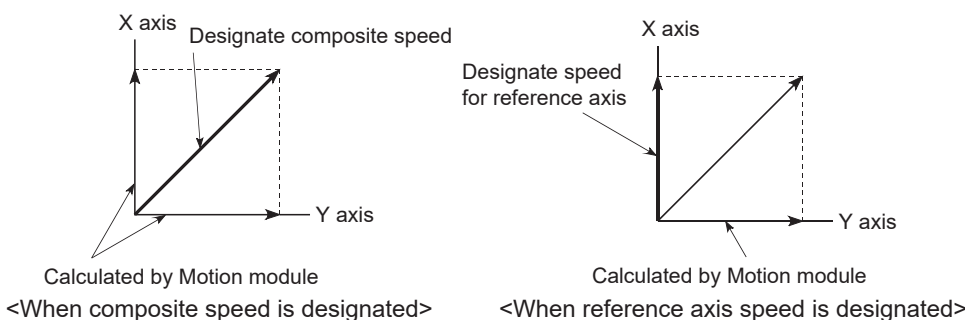 X axis
Designate composite speed
Y axis
Calculated by Motion module
<When composite speed is designated>
X axis
Designate speed
for reference axis
Y axis
Calculated by Motion module
<When reference axis speed is designated>